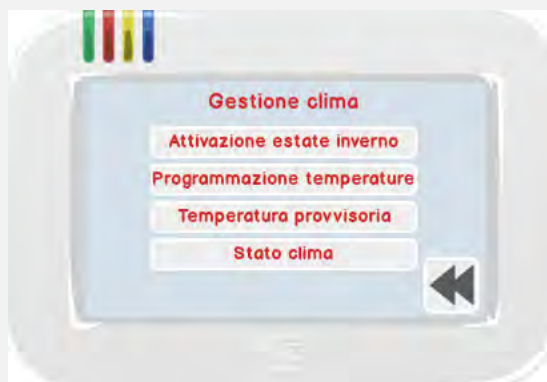 Gestione clima
Attivazione estate inverno
Programmazione temperature
Temperatura provvisoria
Stato clima